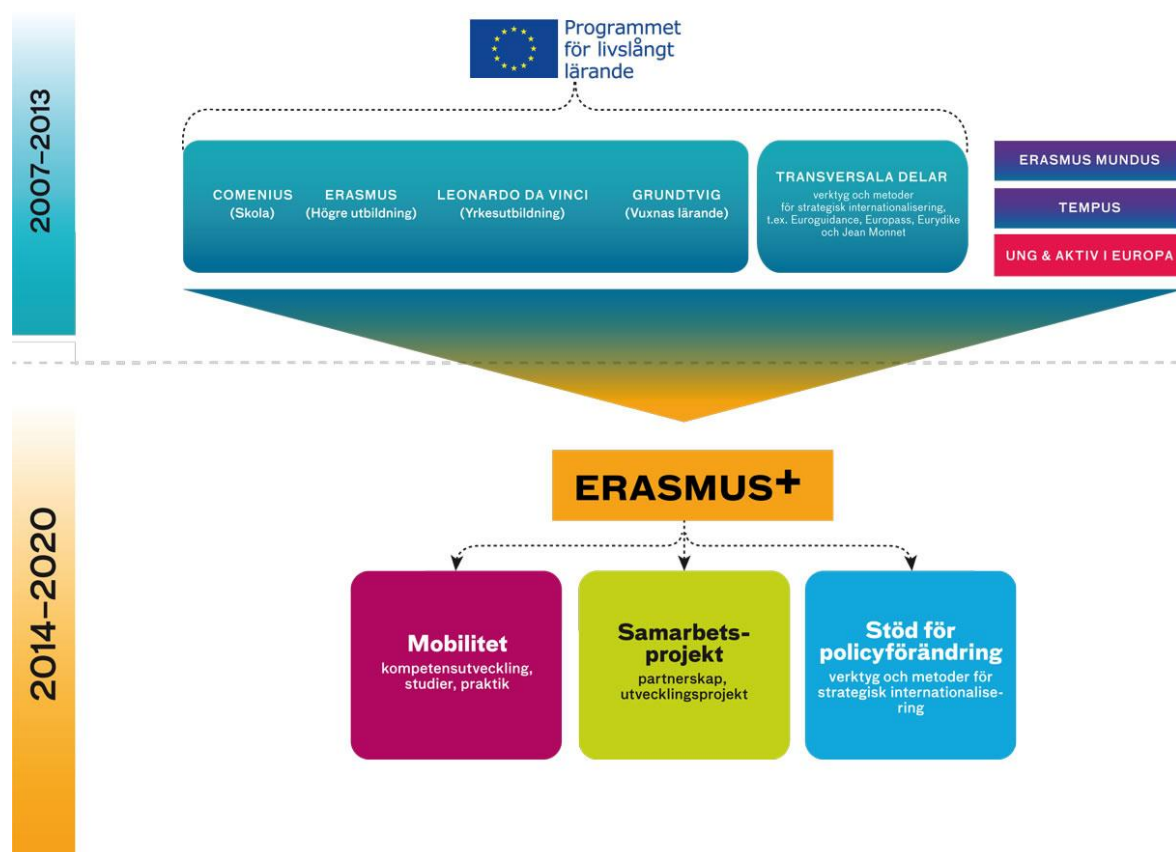 Programmet
för livslångt
lärande
2007–2013
COMENIUS
(Skola)
ERASMUS
(Högre utbildning)
LEONARDO DA VINCI
(Yrkesutbildning)
GRUNDTVIG
(Vuxnas lärande)
TRANSVERSALA DELAR
verktyg och metoder
för strategisk internationalisering,
t.ex. Euroguidance, Europass, Eurydike
och Jean Monnet
ERASMUS MUNDUS
TEMPUS
UNG & AKTIV I EUROPA
2014–2020
ERASMUS+
Mobilitet
kompetensutveckling,
studier, praktik
Samarbets-
projekt
partnerskap,
utvecklingsprojekt
Stöd för
policyförändring
verktyg och metoder för
strategisk internationalise-
ring